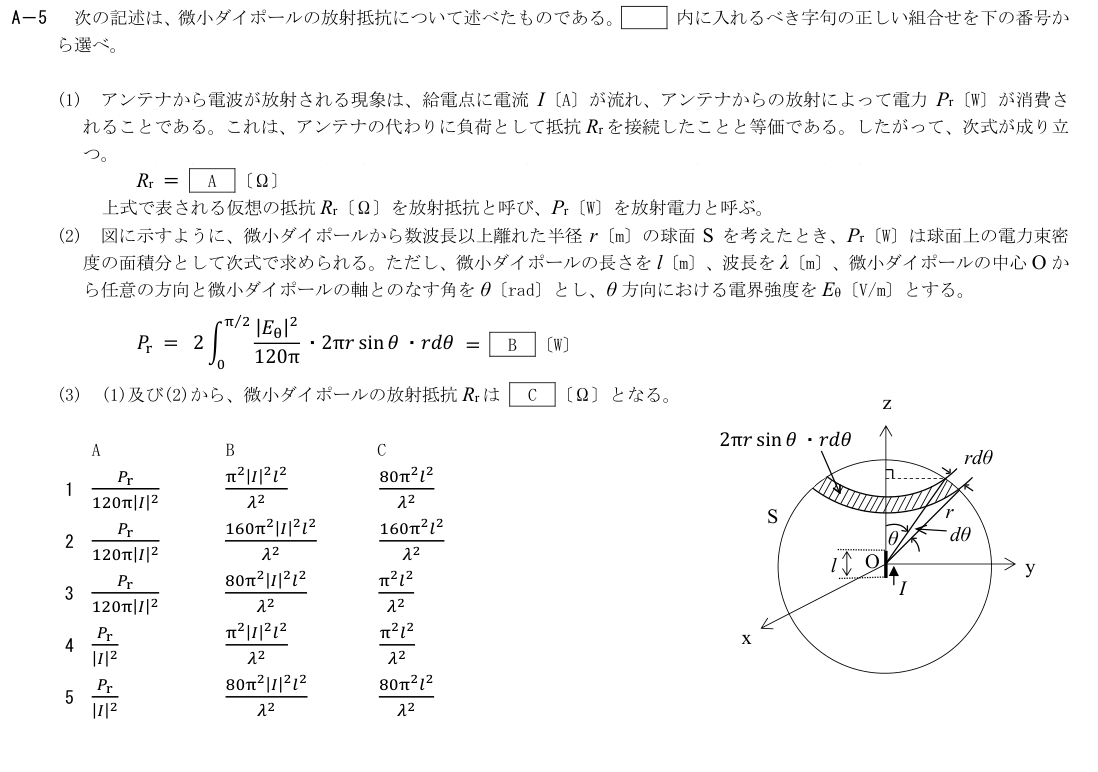 A-5 次の記述は、微小ダイポールの放射抵抗について述べたものである。 内に入れるべき字句の正しい組合せを下の番号か
ら選べ。
(1) アンテナから電波が放射される現象は、給電点に電流 I〔A〕が流れ、アンテナからの放射によって電力 Pr〔W〕が消費さ
れることである。これは、アンテナの代わりに負荷として抵抗 Rrを接続したことと等価である。したがって、次式が成り立
つ。
Rr = A 〔Ω〕
上式で表される仮想の抵抗 Rr〔Ω〕を放射抵抗と呼び、Pr〔W〕を放射電力と呼ぶ。
(2) 図に示すように、微小ダイポールから数波長以上離れた半径 r〔m〕の球面 S を考えたとき、Pr〔W〕は球面上の電力束密
度の面積分として次式で求められる。ただし、微小ダイポールの長さを l〔m〕、波長を λ〔m〕、微小ダイポールの中心 O か
ら任意の方向と微小ダイポールの軸とのなす角を θ〔rad〕とし、θ 方向における電界強度を Eθ〔V/m〕とする。
Pr = 2∫₀^(π/2) |Eθ|²/120π ・2πr sin θ ・rdθ = B 〔W〕
(3) (1)及び(2)から、微小ダイポールの放射抵抗 Rrは C 〔Ω〕となる。
A B C
1 Pr/120π|I|² π²|I|²l²/λ² 80π²l²/λ²
2 Pr/120π|I|² 160π²|I|²l²/λ² 160π²l²/λ²
3 Pr/120π|I|² 80π²|I|²l²/λ² π²l²/λ²
4 Pr/|I|² π²|I|²l²/λ² π²l²/λ²
5 Pr/|I|² 80π²|I|²l²/λ² 80π²l²/λ²
z
2πr sin θ ・rdθ
rdθ
S
r
dθ
θ
l
O
I
y
x